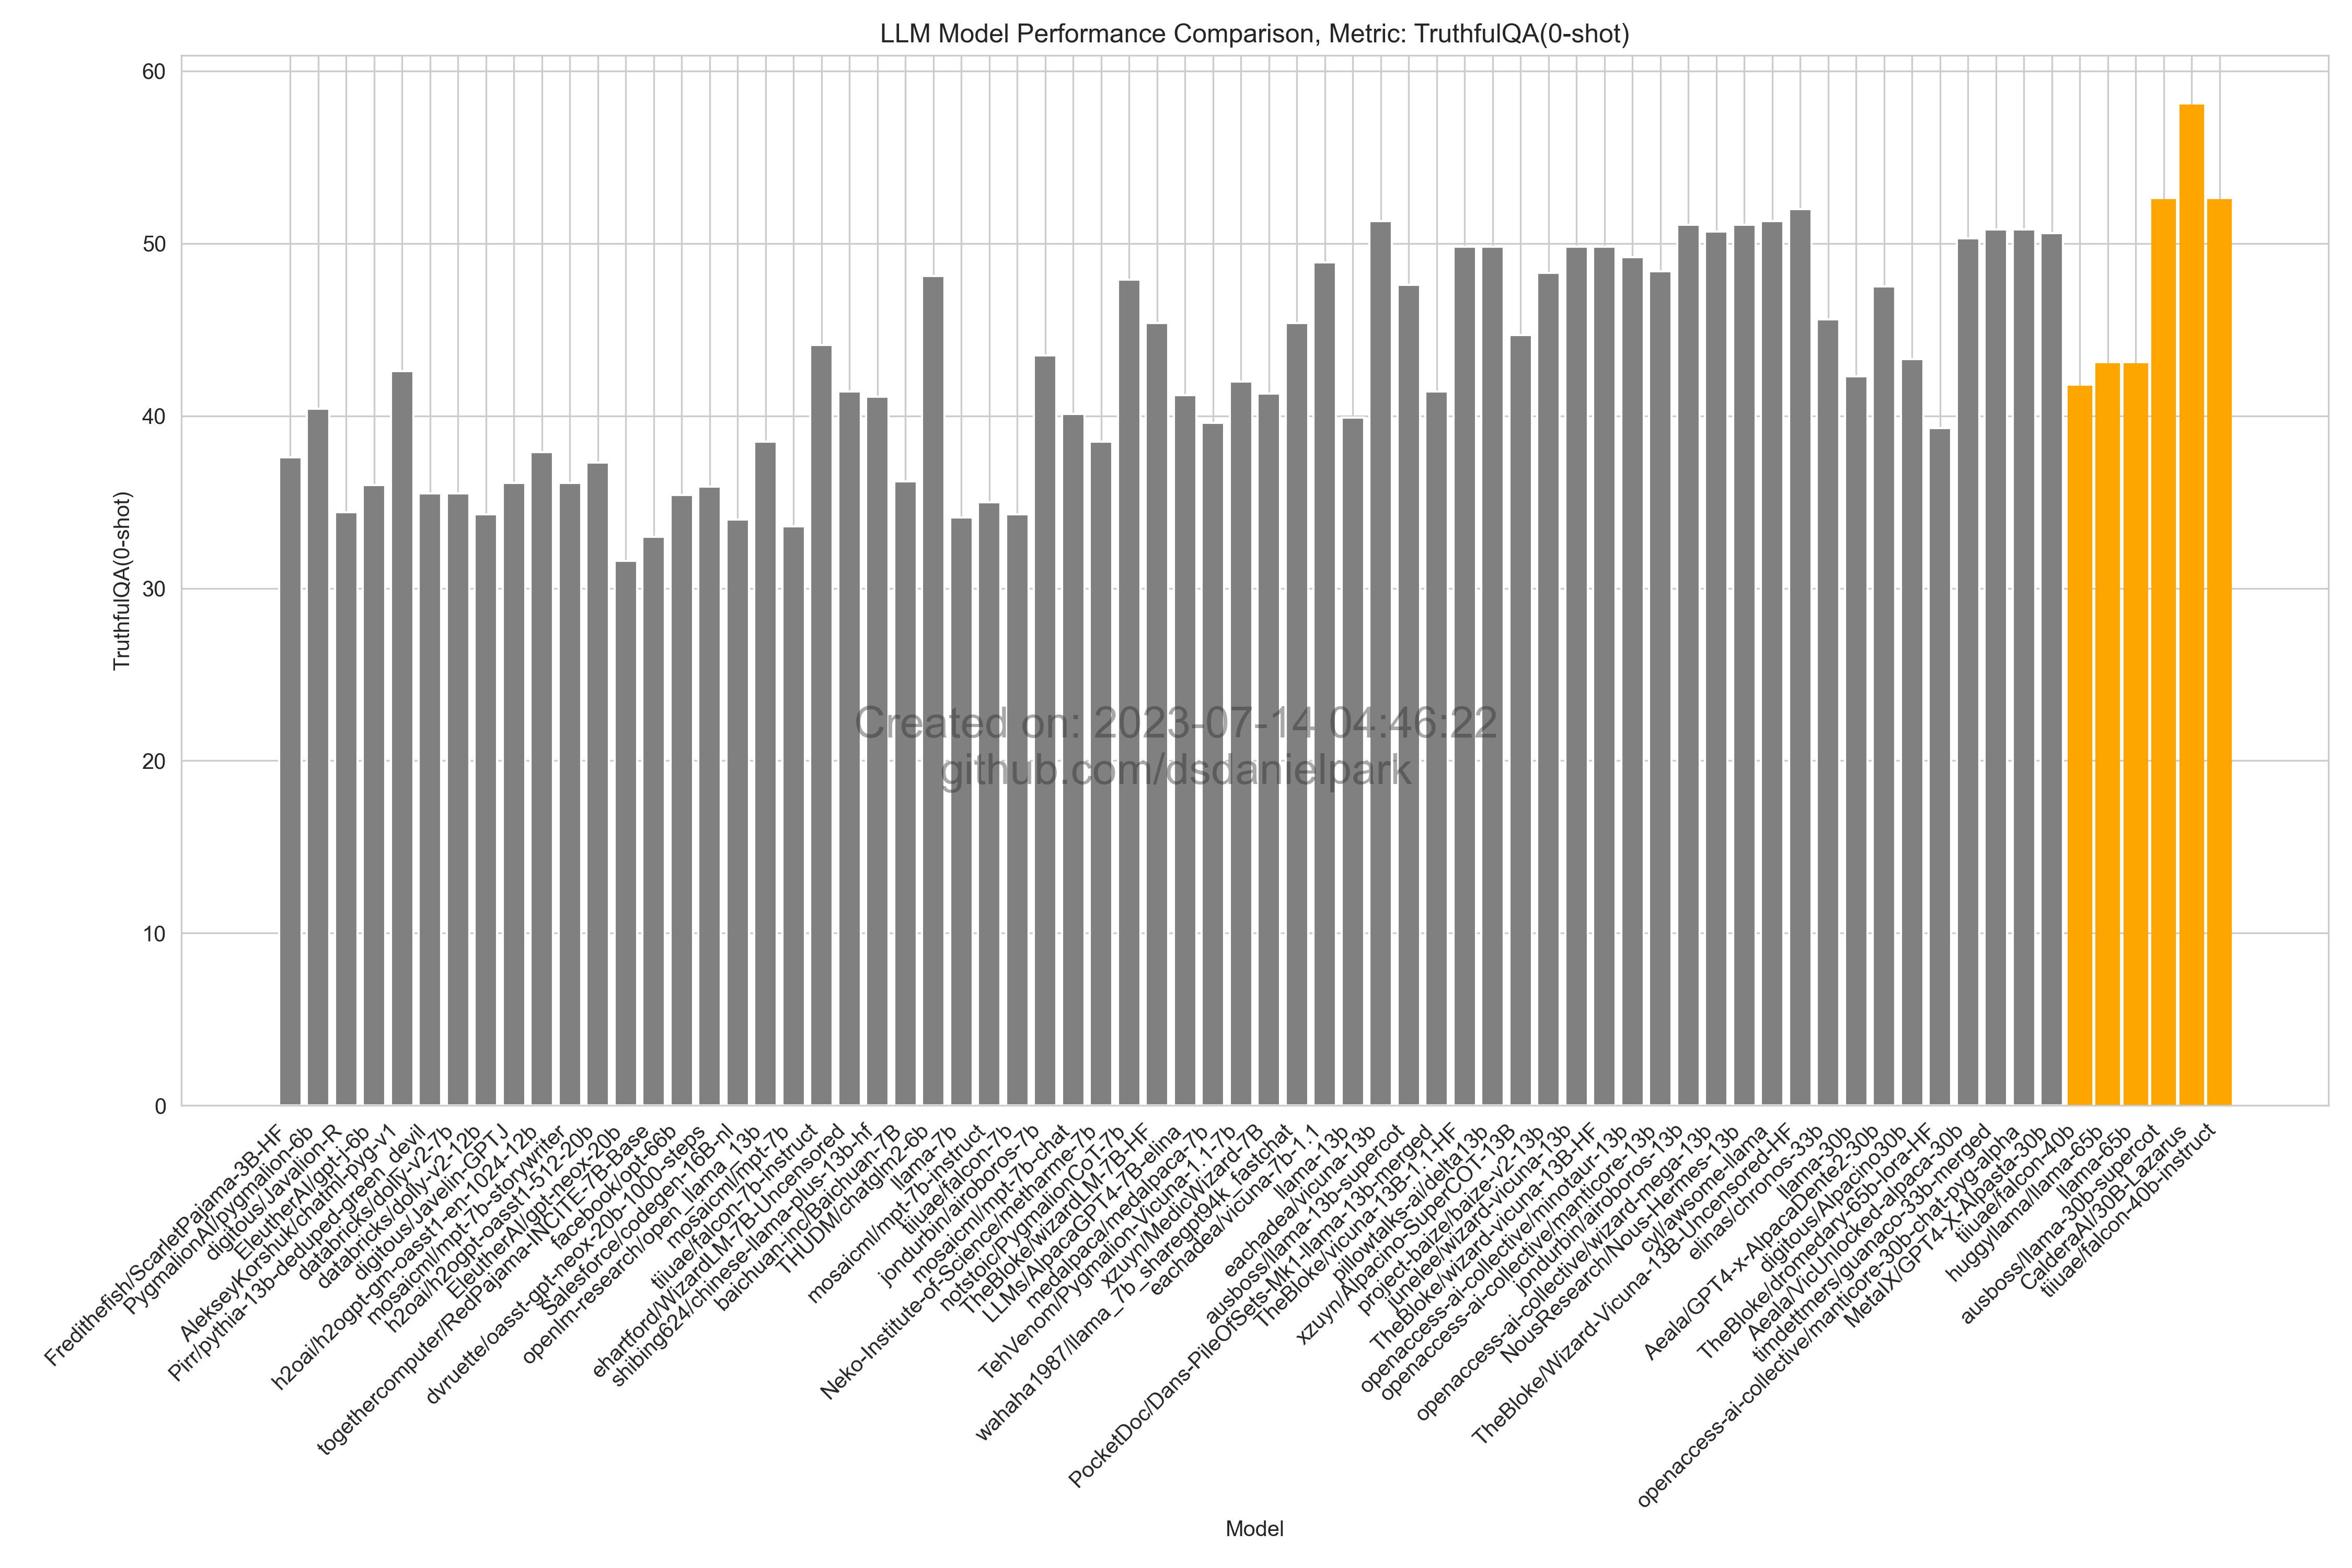 LLM Model Performance Comparison, Metric: TruthfulQA(0-shot)
60
50
40
30
20
10
0
TruthfulQA(0-shot)
Created on: 2023-07-14 04:46:22
github.com/dsdanielpark
Fredithefish/ScarletPajama-3B-HF
PygmalionAI/pygmalion-6b
digitous/Javalion-R
EleutherAI/gpt-j-6b
AlekseyKorshuk/chatml-pyg-v1
Pirr/pythia-13b-deduped-green_devil
databricks/dolly-v2-7b
databricks/dolly-v2-12b
digitous/Javelin-GPTJ
h2oai/h2ogpt-gm-oasst1-en-1024-12b
mosaicml/mpt-7b-storywriter
h2oai/h2ogpt-oasst1-512-20b
EleutherAI/gpt-neox-20b
togethercomputer/RedPajama-INCITE-7B-Base
facebook/opt-66b
dvruette/oasst-gpt-neox-20b-1000-steps
Salesforce/codegen-16B-nl
openlm-research/open_llama_13b
mosaicml/mpt-7b
tiiuae/falcon-7b-instruct
ehartford/WizardLM-7B-Uncensored
shibing624/chinese-llama-plus-13b-hf
baichuan-inc/Baichuan-7B
THUDM/chatglm2-6b
llama-7b
mosaicml/mpt-7b-instruct
tiiuae/falcon-7b
jondurbin/airoboros-7b
mosaicml/mpt-7b-chat
Neko-Institute-of-Science/metharme-7b
notstoic/PygmalionCoT-7b
TheBloke/wizardLM-7B-HF
LLMs/AlpacaGPT4-7B-elina
medalpaca/medalpaca-7b
TehVenom/Pygmalion-Vicuna-1.1-7b
xzuyn/MedicWizard-7B
wahaha1987/llama_7b_sharegpt94k_fastchat
eachadea/vicuna-7b-1.1
llama-13b
eachadea/vicuna-13b
ausboss/llama-13b-supercot
PocketDoc/Dans-PileOfSets-Mk1-llama-13b-merged
TheBloke/vicuna-13B-1.1-HF
pillowtalks-ai/delta13b
xzuyn/Alpacino-SuperCOT-13B
project-baize/baize-v2-13b
junelee/wizard-vicuna-13b
TheBloke/wizard-vicuna-13B-HF
openaccess-ai-collective/minotaur-13b
openaccess-ai-collective/manticore-13b
jondurbin/airoboros-13b
openaccess-ai-collective/wizard-mega-13b
NousResearch/Nous-Hermes-13b
cyl/awsome-llama
TheBloke/Wizard-Vicuna-13B-Uncensored-HF
elinas/chronos-33b
llama-30b
Aeala/GPT4-x-AlpacaDente2-30b
digitous/Alpacino30b
TheBloke/dromedary-65b-lora-HF
Aeala/VicUnlocked-alpaca-30b
timdettmers/guanaco-33b-merged
openaccess-ai-collective/manticore-30b-chat-pyg-alpha
MetaIX/GPT4-X-Alpasta-30b
tiiuae/falcon-40b
huggyllama/llama-65b
llama-65b
ausboss/llama-30b-supercot
CalderaAI/30B-Lazarus
tiiuae/falcon-40b-instruct
Model